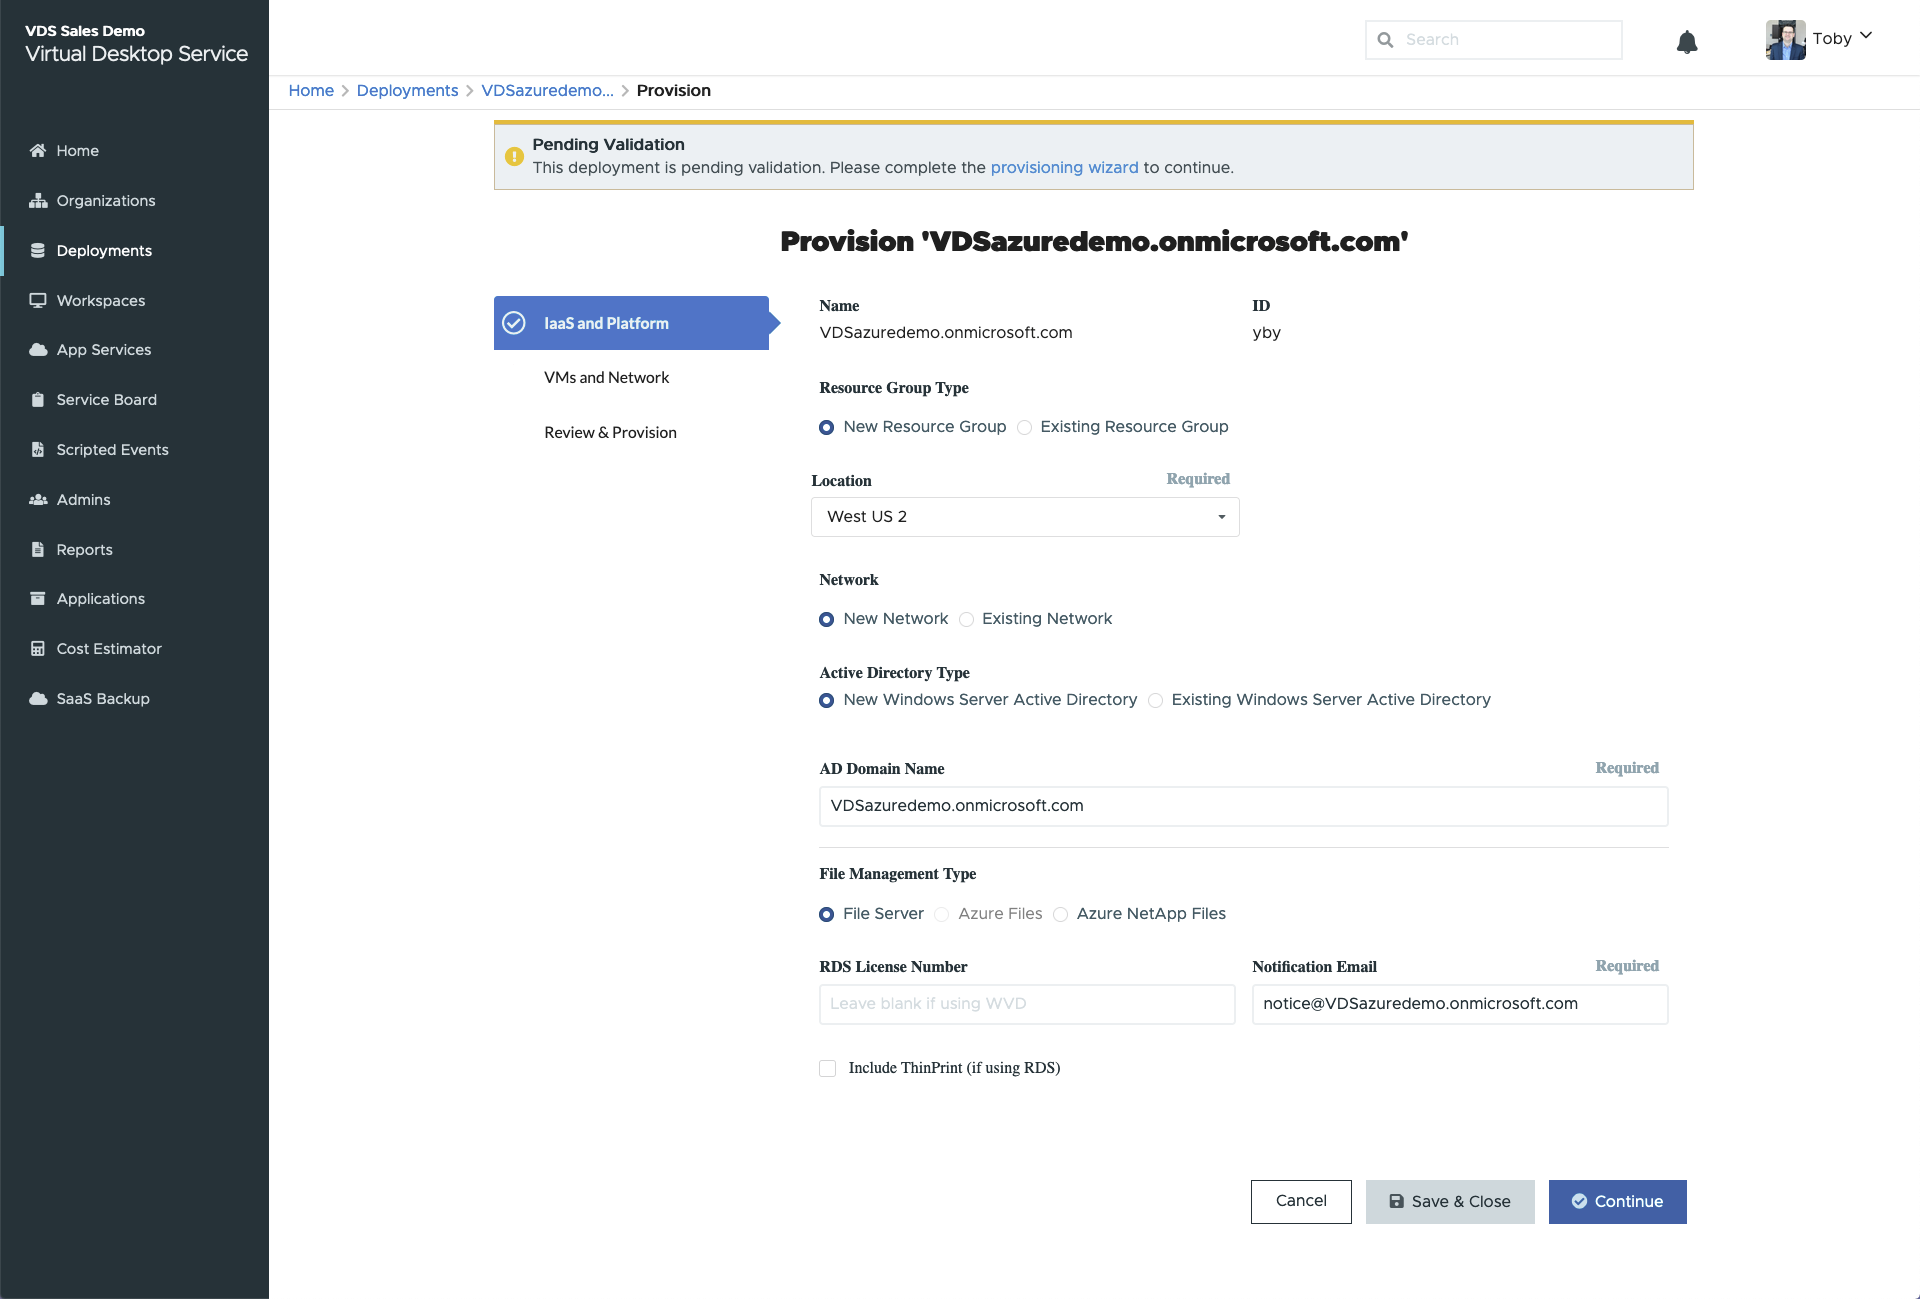 VDS Sales Demo
Virtual Desktop Service
Search
Toby
Home > Deployments > VDSazuredemo... > Provision
Home
Organizations
Deployments
Workspaces
App Services
Service Board
Scripted Events
Admins
Reports
Applications
Cost Estimator
SaaS Backup
Pending Validation
This deployment is pending validation. Please complete the provisioning wizard to continue.
Provision 'VDSazuredemo.onmicrosoft.com'
IaaS and Platform
VMs and Network
Review & Provision
Name ID
VDSazuredemo.onmicrosoft.com yby
Resource Group Type
New Resource Group Existing Resource Group
Location Required
West US 2
Network
New Network Existing Network
Active Directory Type
New Windows Server Active Directory Existing Windows Server Active Directory
AD Domain Name Required
VDSazuredemo.onmicrosoft.com
File Management Type
File Server Azure Files Azure NetApp Files
RDS License Number Notification Email Required
Leave blank if using WVD notice@VDSazuredemo.onmicrosoft.com
Include ThinPrint (if using RDS)
Cancel Save & Close Continue